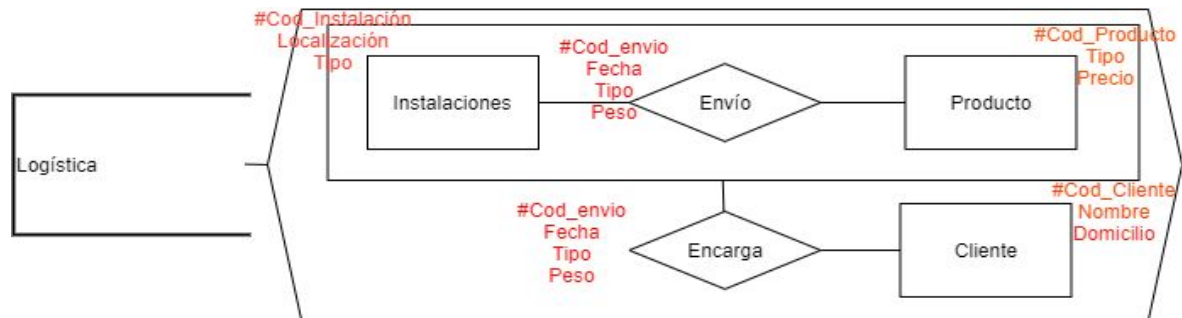 #Cod_Instalación
Localización
Tipo
#Cod_envio
Fecha
Tipo
Peso
#Cod_Producto
Tipo
Precio
Instalaciones
Envío
Producto
Logística
#Cod_envio
Fecha
Tipo
Peso
#Cod_Cliente
Nombre
Domicilio
Encarga
Cliente